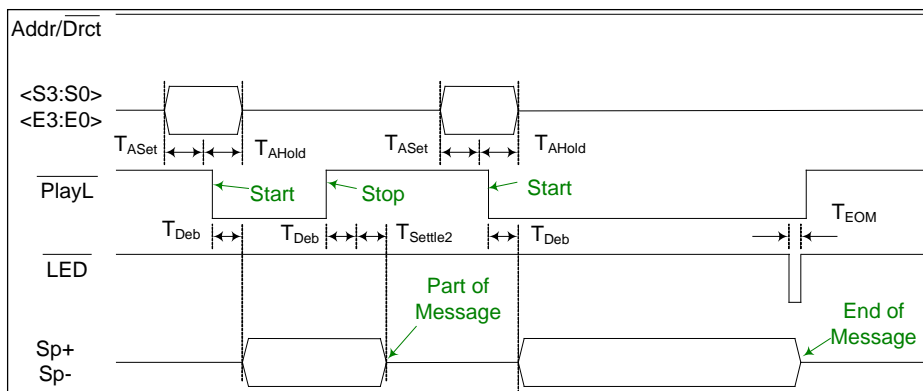 Addr/Drct
<S3:S0>
<E3:E0>
TASet
TAHold
TASet
TAHold
PlayL
Start
Stop
Start
TDeb
TDeb
TSettle2
TDeb
TEOM
LED
Part of
Message
End of
Message
Sp+
Sp-